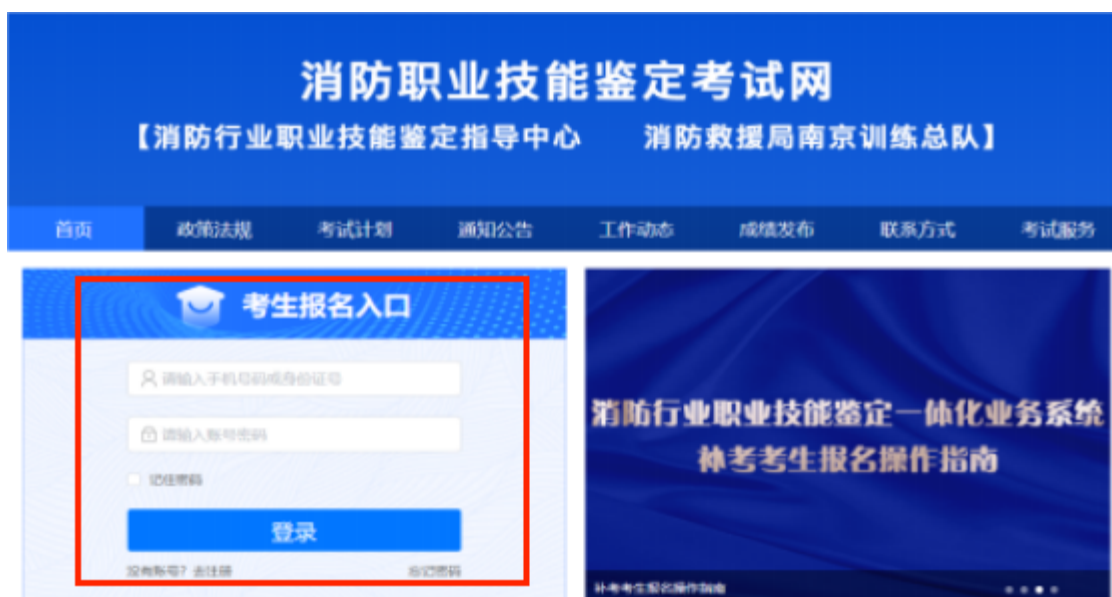 消防职业技能鉴定考试网
【消防行业职业技能鉴定指导中心 消防救援局南京训练总队】
首页 政策法规 考试计划 通知公告 工作动态 成绩发布 联系方式 考试服务
考生报名入口
请输入手机号码或身份证号
请输入账号密码
记住密码
登录
没有账号？去注册 忘记密码
消防行业职业技能鉴定一体化业务系统
补考考生报名操作指南
补考考生报名操作指南